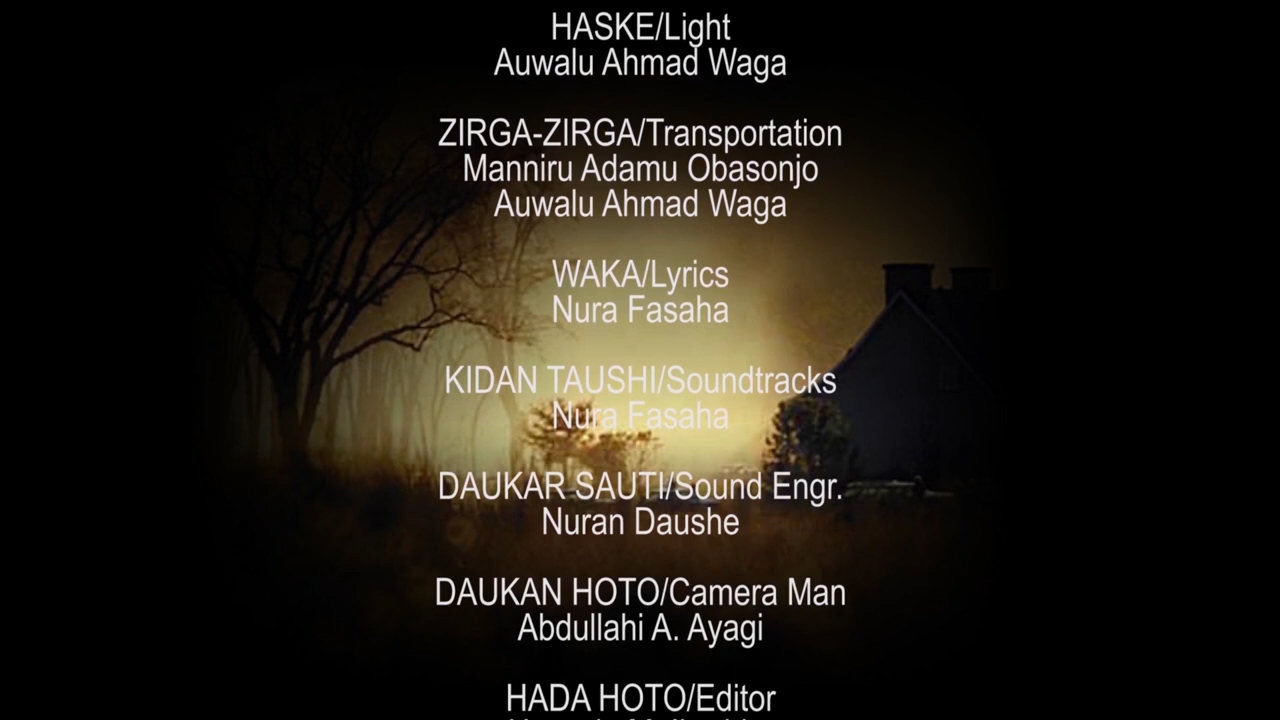 HASKE/Light
Auwalu Ahmad Waga
ZIRGA-ZIRGA/Transportation
Manniru Adamu Obasonjo
Auwalu Ahmad Waga
WAKA/Lyrics
Nura Fasaha
KIDAN TAUSHI/Soundtracks
Nura Fasaha
DAUKAR SAUTI/Sound Engr.
Nuran Daushe
DAUKAN HOTO/Camera Man
Abdullahi A. Ayagi
HADA HOTO/Editor